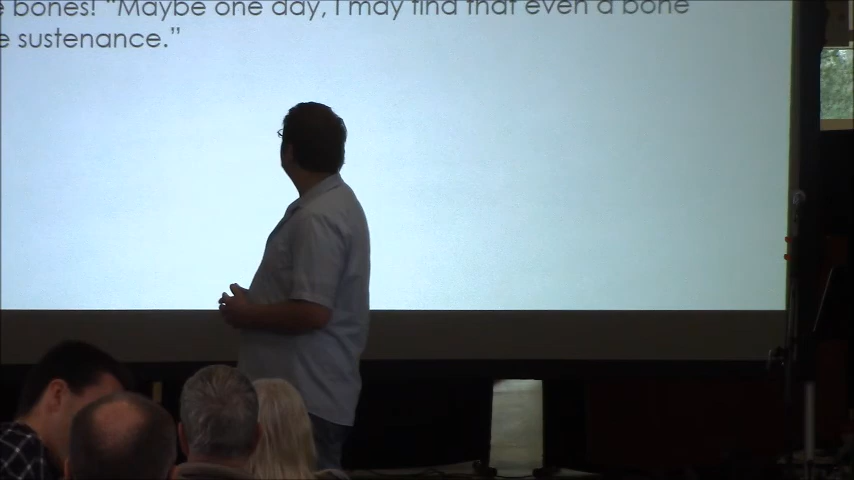 bones! “Maybe one day, I may find that even a bone
e sustenance.”